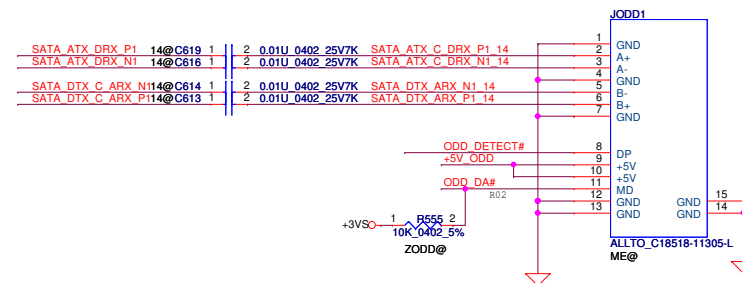 JODD1
SATA_ATX_DRX_P1 14@C619 1 2 0.01U_0402_25V7K SATA_ATX_C_DRX_P1_14
SATA_ATX_DRX_N1 14@C616 1 2 0.01U_0402_25V7K SATA_ATX_C_DRX_N1_14
SATA_DTX_C_ARX_N1 14@C614 1 2 0.01U_0402_25V7K SATA_DTX_ARX_N1_14
SATA_DTX_C_ARX_P1 14@C613 1 2 0.01U_0402_25V7K SATA_DTX_ARX_P1_14
1 GND
2 A+
3 A-
4 GND
5 B-
6 B+
7 GND
ODD_DETECT# 8 DP
+5V_ODD 9 +5V
10 +5V
ODD_DA# 11 MD
R02
12 GND GND 15
13 GND GND 14
+3VS 1 R555 2
10K_0402_5%
ZODD@
ALLTO_C18518-11305-L
ME@